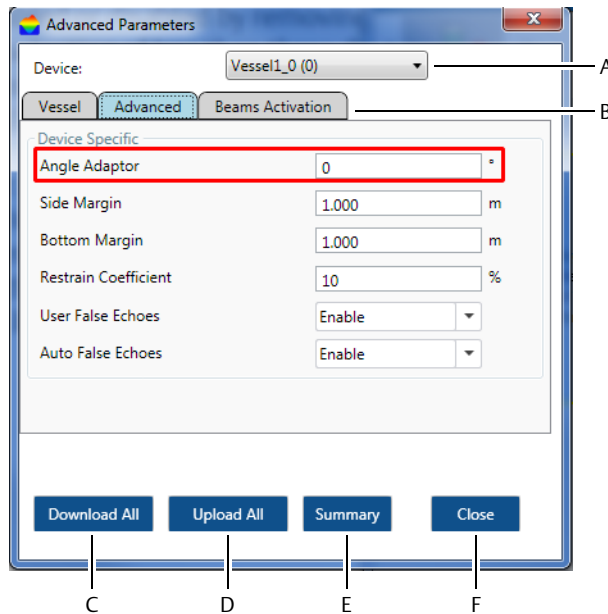 Advanced Parameters
x
Device: Vessel1_0 (0) A
Vessel Advanced Beams Activation B
Device Specific
Angle Adaptor 0 °
Side Margin 1.000 m
Bottom Margin 1.000 m
Restrain Coefficient 10 %
User False Echoes Enable
Auto False Echoes Enable
Download All Upload All Summary Close
C D E F